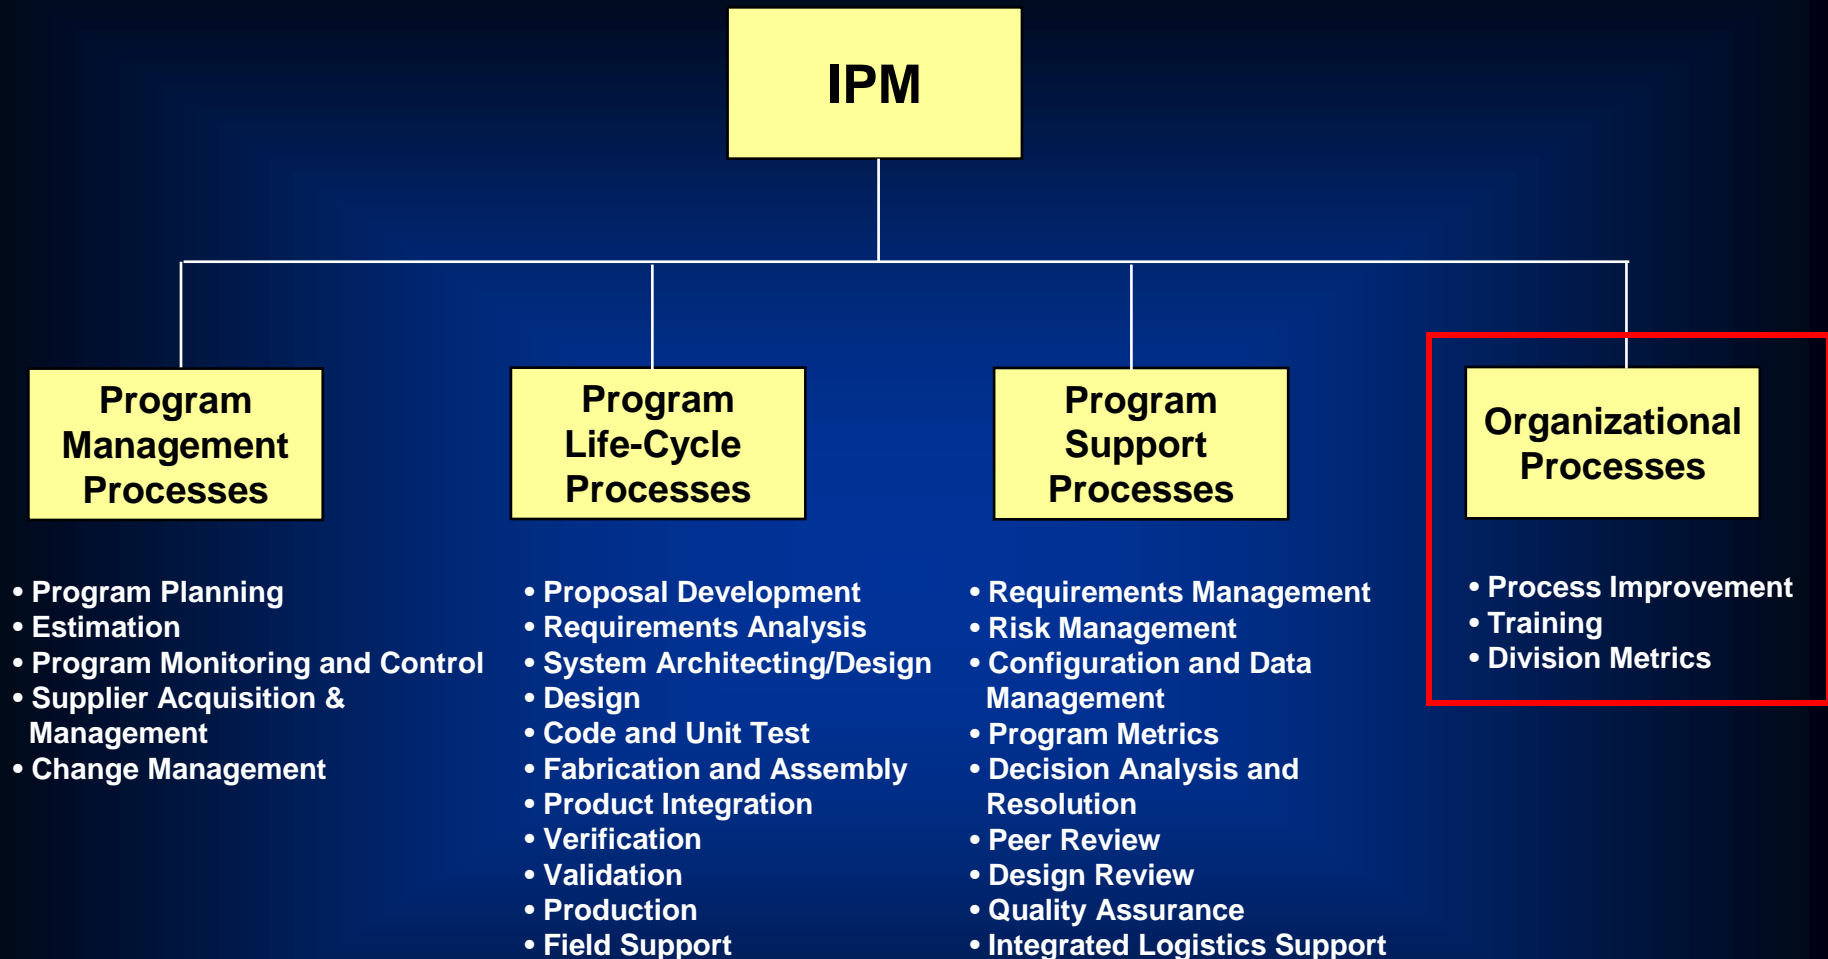 IPM
Program
Management
Processes
Program
Life-Cycle
Processes
Program
Support
Processes
Organizational
Processes
• Program Planning
• Estimation
• Program Monitoring and Control
• Supplier Acquisition &
Management
• Change Management
• Proposal Development
• Requirements Analysis
• System Architecting/Design
• Design
• Code and Unit Test
• Fabrication and Assembly
• Product Integration
• Verification
• Validation
• Production
• Field Support
• Requirements Management
• Risk Management
• Configuration and Data
Management
• Program Metrics
• Decision Analysis and
Resolution
• Peer Review
• Design Review
• Quality Assurance
• Integrated Logistics Support
• Process Improvement
• Training
• Division Metrics